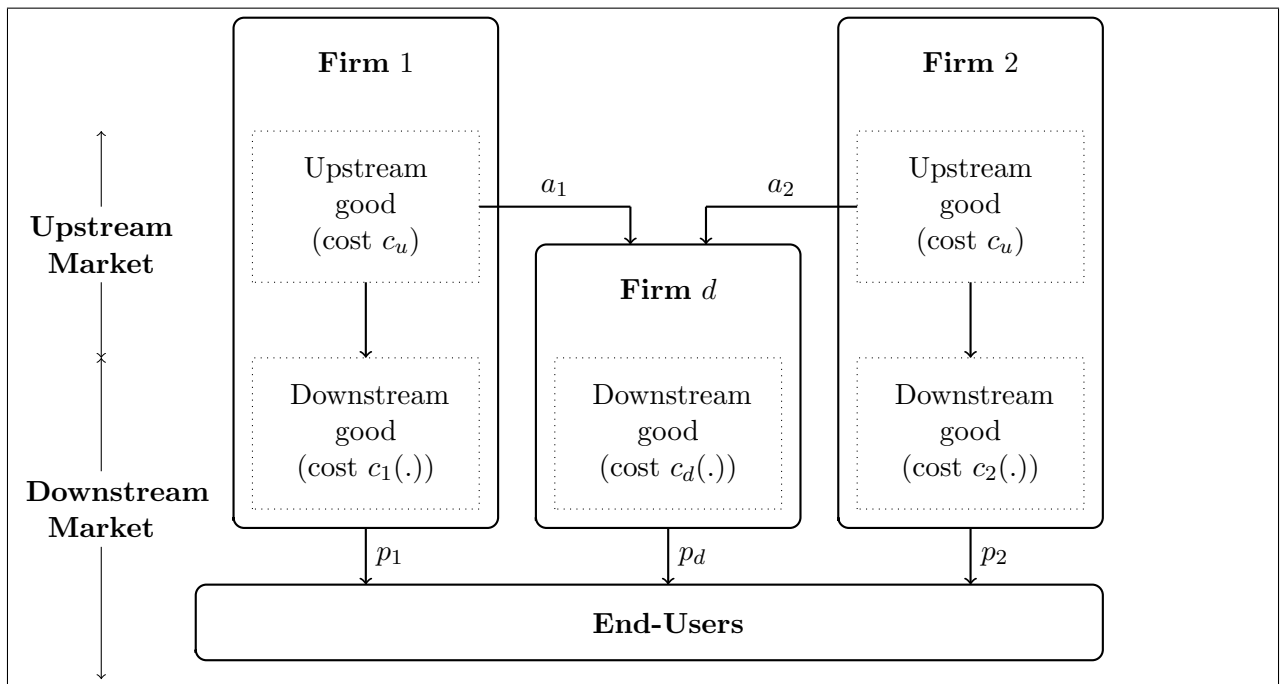 Firm 1
Firm 2
Upstream
good
(cost c_u)
a_1
a_2
Upstream
good
(cost c_u)
Upstream
Market
Firm d
Downstream
good
(cost c_1(.))
Downstream
good
(cost c_d(.))
Downstream
good
(cost c_2(.))
Downstream
Market
p_1
p_d
p_2
End-Users